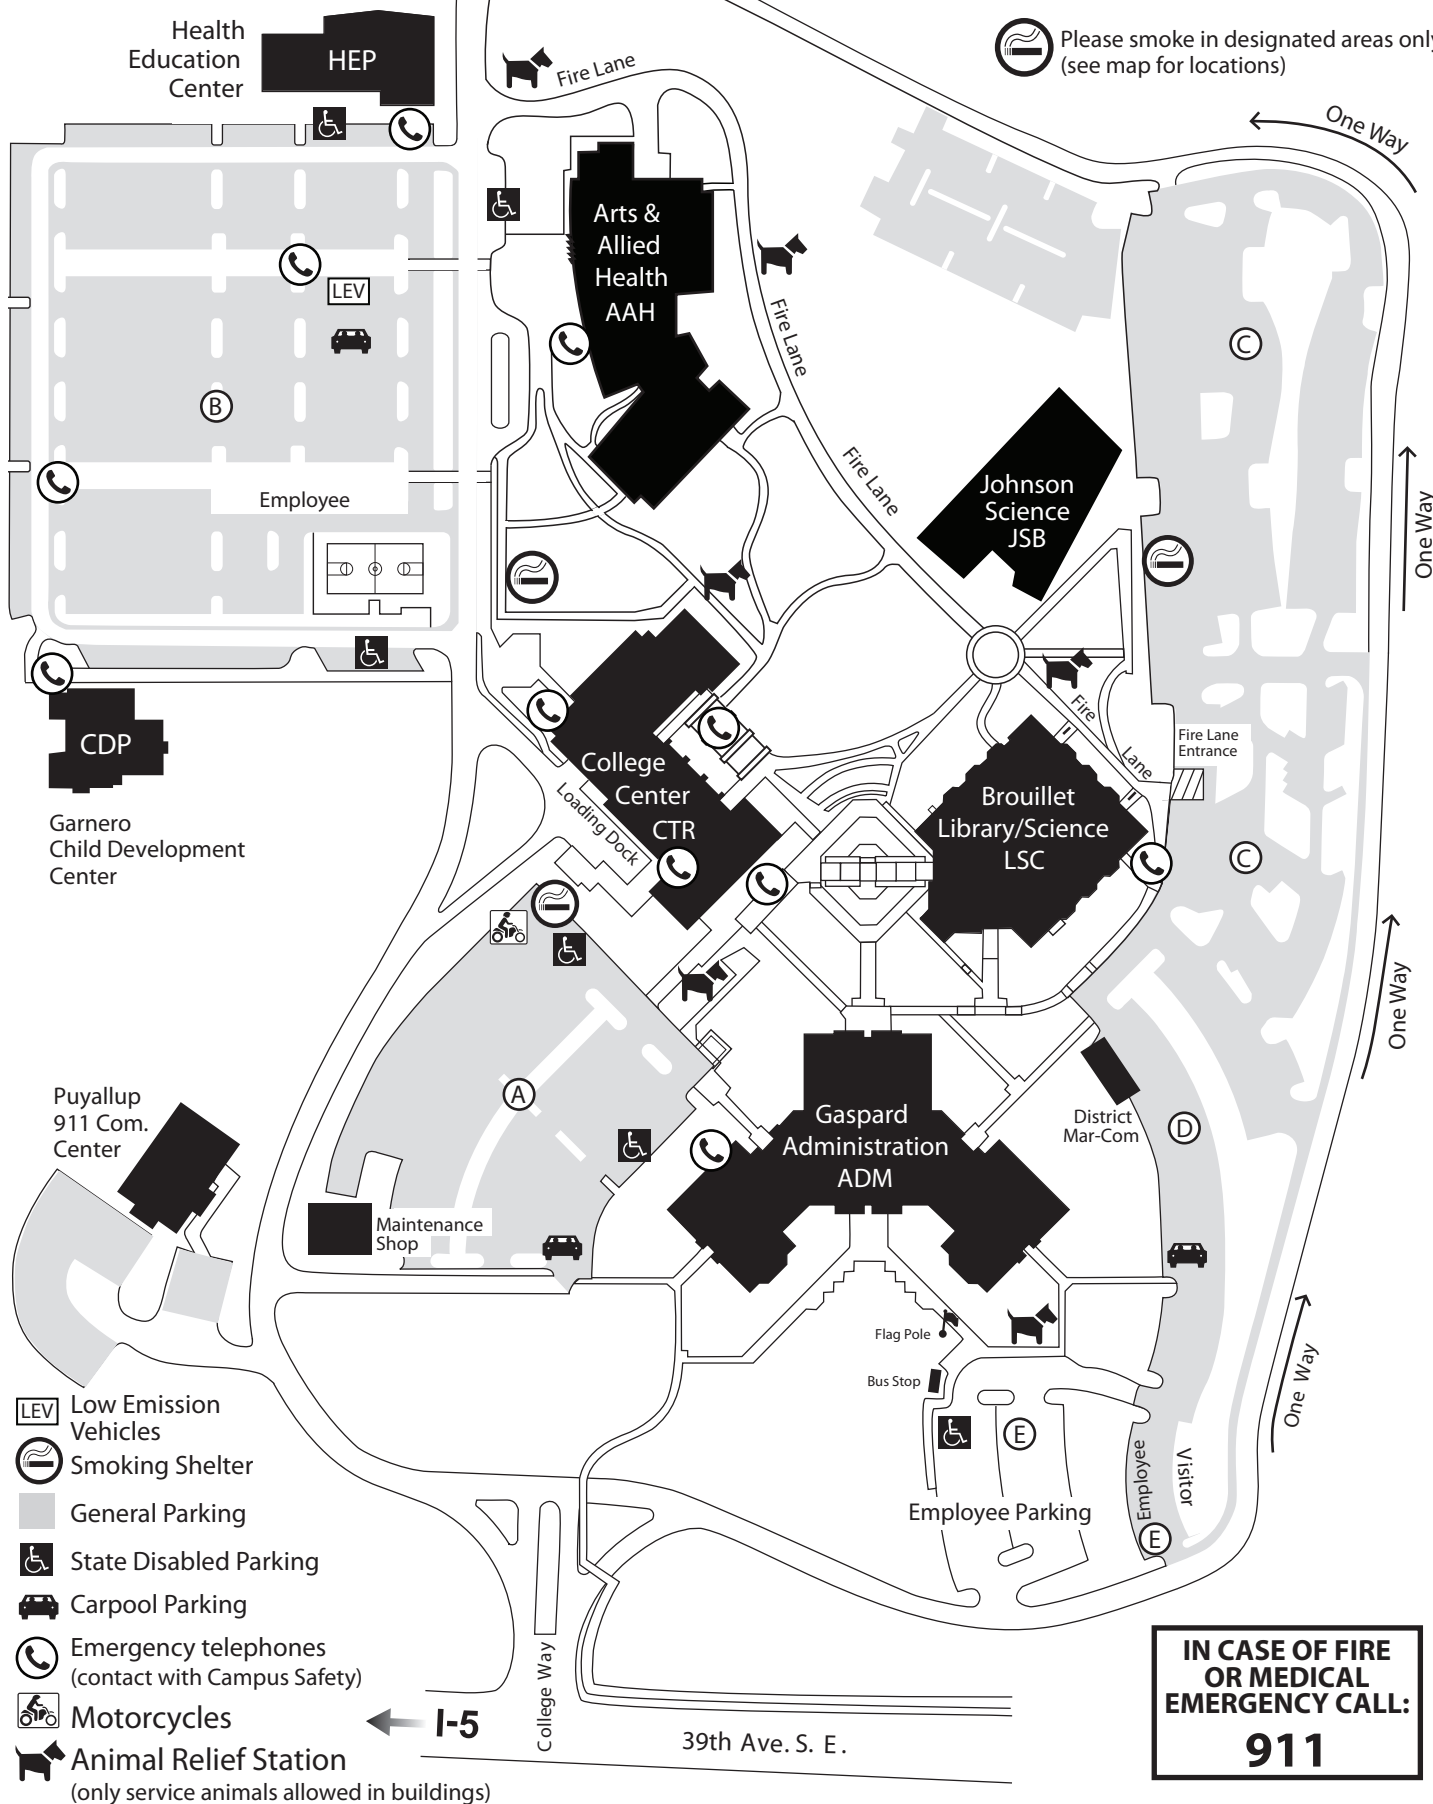 Health
Education
Center
HEP
Fire Lane
Please smoke in designated areas only
(see map for locations)
One Way
Arts &
Allied
Health
AAH
LEV
Fire Lane
C
B
Fire Lane
Employee
Johnson
Science
JSB
One Way
CDP
Fire
Lane
Fire Lane
Entrance
College
Center
CTR
Loading Dock
Brouillet
Library/Science
LSC
Garnero
Child Development
Center
C
One Way
Puyallup
911 Com.
Center
A
Gaspard
Administration
ADM
District
Mar-Com
D
Maintenance
Shop
Flag Pole
Bus Stop
One Way
E
Employee
Visitor
Employee Parking
E
LEV
Low Emission
Vehicles
Smoking Shelter
General Parking
State Disabled Parking
Carpool Parking
Emergency telephones
(contact with Campus Safety)
Motorcycles
Animal Relief Station
(only service animals allowed in buildings)
I-5
College Way
39th Ave. S. E.
IN CASE OF FIRE
OR MEDICAL
EMERGENCY CALL:
911